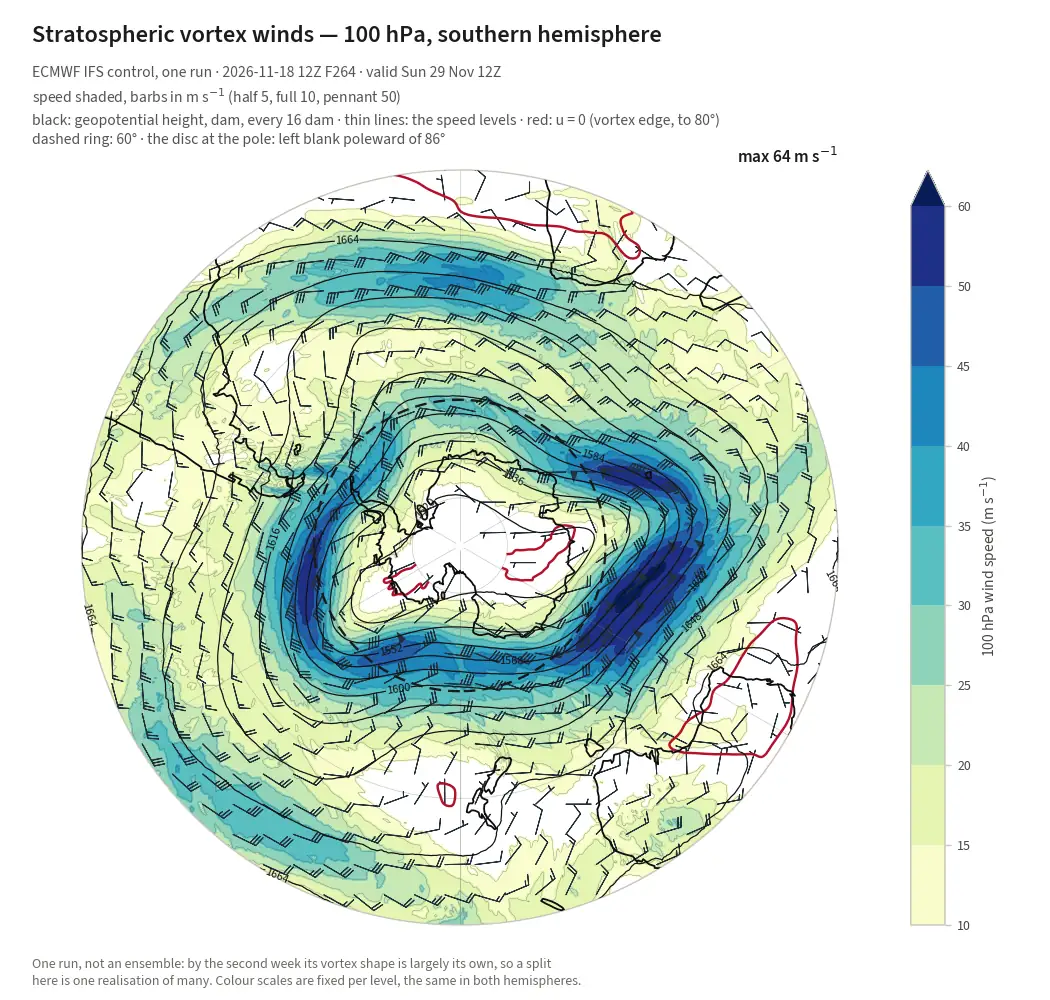 Stratospheric vortex winds — 100 hPa, southern hemisphere
ECMWF IFS control, one run · 2026-11-18 12Z F264 · valid Sun 29 Nov 12Z
speed shaded, barbs in m s⁻¹ (half 5, full 10, pennant 50)
black: geopotential height, dam, every 16 dam · thin lines: the speed levels · red: u = 0 (vortex edge, to 80°)
dashed ring: 60° · the disc at the pole: left blank poleward of 86°
max 64 m s⁻¹
60
50
45
40
35
30
25
20
15
10
100 hPa wind speed (m s⁻¹)
1664
1584
1536
1616
1664
1552
1600
1648
1664
1664
One run, not an ensemble: by the second week its vortex shape is largely its own, so a split
here is one realisation of many. Colour scales are fixed per level, the same in both hemispheres.